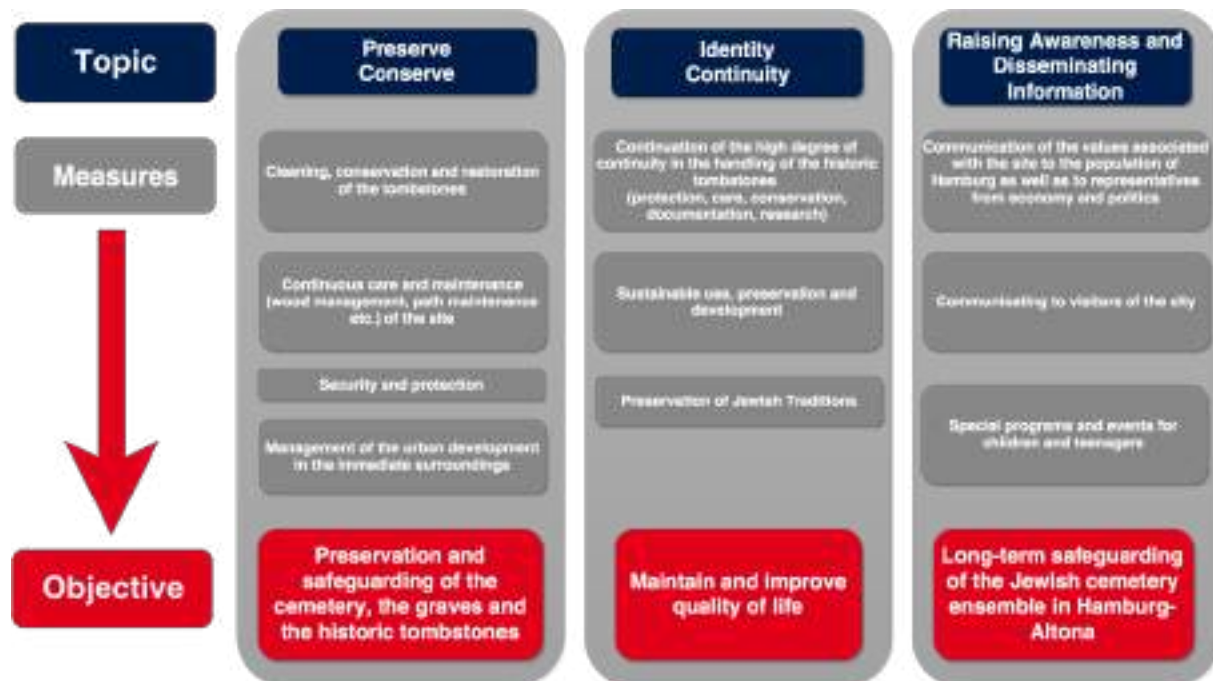 Topic
Preserve
Conserve
Identity
Continuity
Raising Awareness and
Disseminating
Information
Measures
Cleaning, conservation and restoration
of the tombstones
Continuation of the high degree of
continuity in the handling of the historic
tombstones
(protection, care, conservation,
documentation, research)
Communication of the values associated
with the site to the population of
Hamburg as well as to representatives
from economy and politics
Continuous care and maintenance
(wood management, path maintenance
etc.) of the site
Sustainable use, preservation and
development
Communicating to visitors of the city
Security and protection
Preservation of Jewish Traditions
Management of the urban development
in the immediate surroundings
Special programs and events for
children and teenagers
Objective
Preservation and
safeguarding of the
cemetery, the graves and
the historic tombstones
Maintain and improve
quality of life
Long-term safeguarding
of the Jewish cemetery
ensemble in Hamburg-
Altona